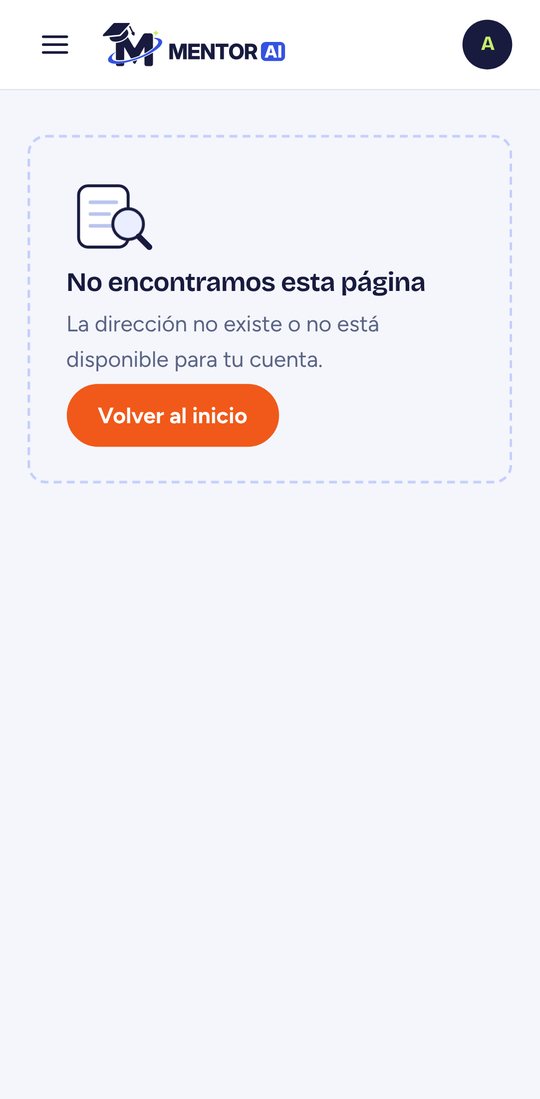 MENTOR AI
A
No encontramos esta página
La dirección no existe o no está
disponible para tu cuenta.
Volver al inicio